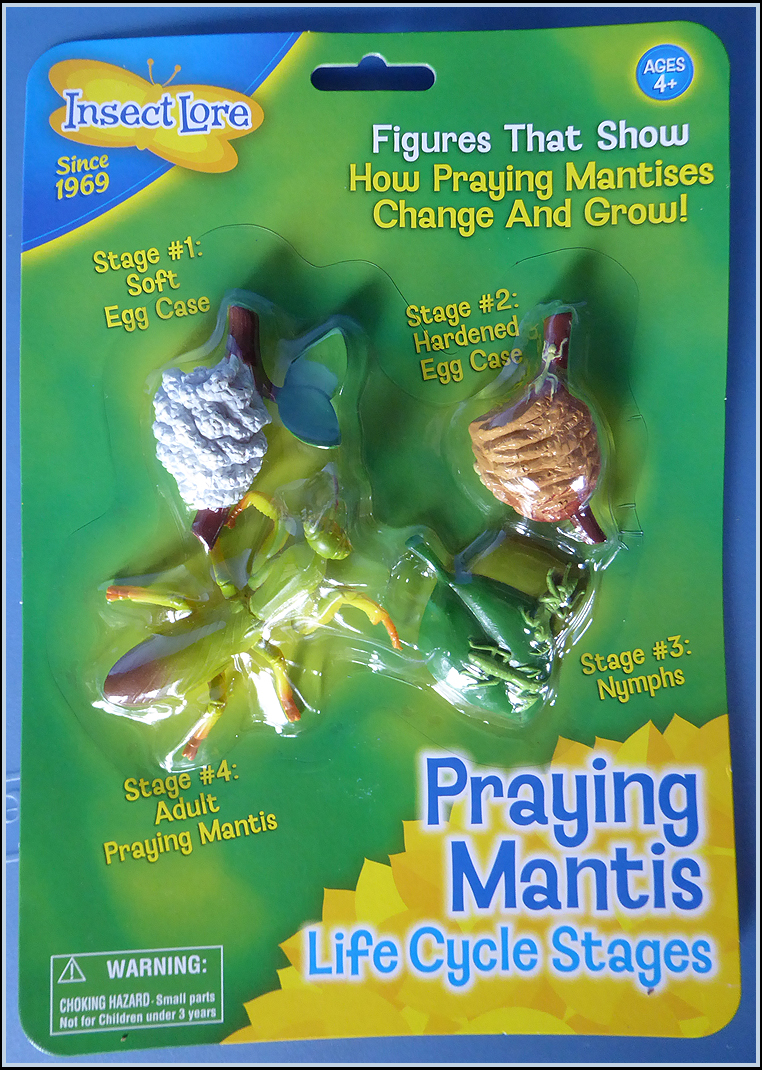 Insect Lore
Since
1969
AGES
4+
Figures That Show
How Praying Mantises
Change And Grow!
Stage #1:
Soft
Egg Case
Stage #2:
Hardened
Egg Case
Stage #3:
Nymphs
Stage #4:
Adult
Praying Mantis
Praying
Mantis
Life Cycle Stages
WARNING:
CHOKING HAZARD - Small parts
Not for Children under 3 years